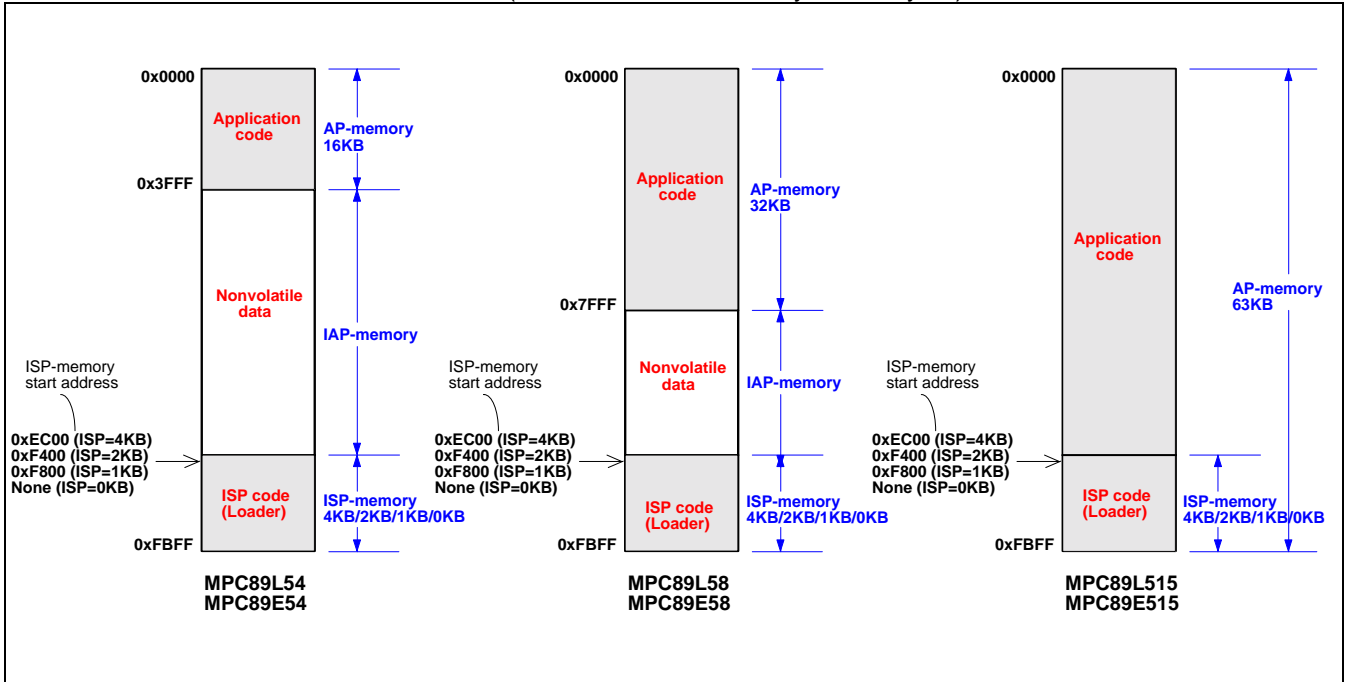 0x0000
Application
code
AP-memory
16KB
0x3FFF
Nonvolatile
data
IAP-memory
ISP-memory
start address
0xEC00 (ISP=4KB)
0xF400 (ISP=2KB)
0xF800 (ISP=1KB)
None (ISP=0KB)
ISP code
(Loader)
ISP-memory
4KB/2KB/1KB/0KB
0xFBFF
MPC89L54
MPC89E54
0x0000
Application
code
AP-memory
32KB
0x7FFF
Nonvolatile
data
IAP-memory
ISP-memory
start address
0xEC00 (ISP=4KB)
0xF400 (ISP=2KB)
0xF800 (ISP=1KB)
None (ISP=0KB)
ISP code
(Loader)
ISP-memory
4KB/2KB/1KB/0KB
0xFBFF
MPC89L58
MPC89E58
0x0000
Application
code
AP-memory
63KB
ISP-memory
start address
0xEC00 (ISP=4KB)
0xF400 (ISP=2KB)
0xF800 (ISP=1KB)
None (ISP=0KB)
ISP code
(Loader)
ISP-memory
4KB/2KB/1KB/0KB
0xFBFF
MPC89L515
MPC89E515